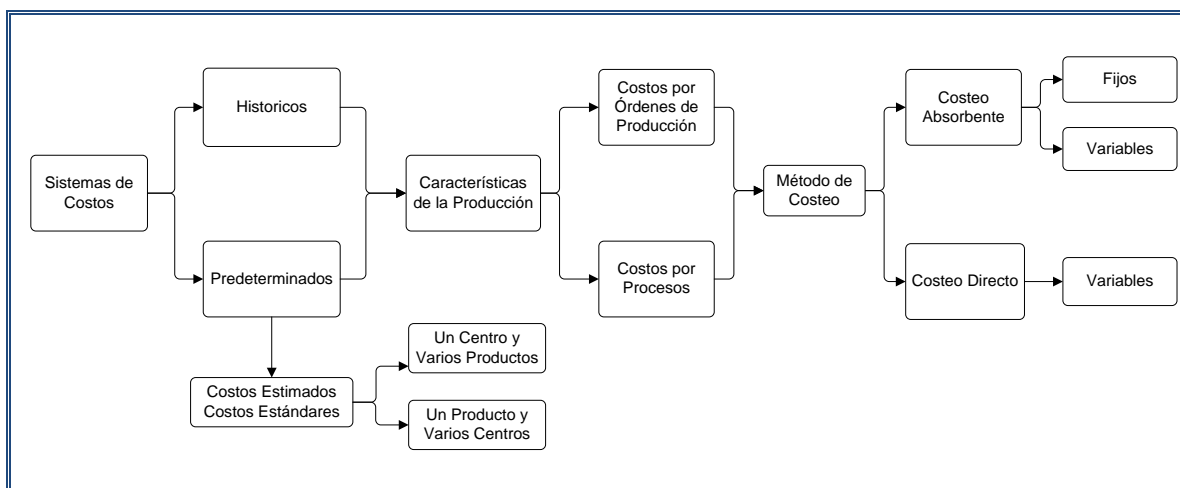 Sistemas de
Costos
Historicos
Predeterminados
Costos Estimados
Costos Estándares
Un Centro y
Varios Productos
Un Producto y
Varios Centros
Características
de la Producción
Costos por
Órdenes de
Producción
Costos por
Procesos
Método de
Costeo
Costeo
Absorbente
Fijos
Variables
Costeo Directo
Variables